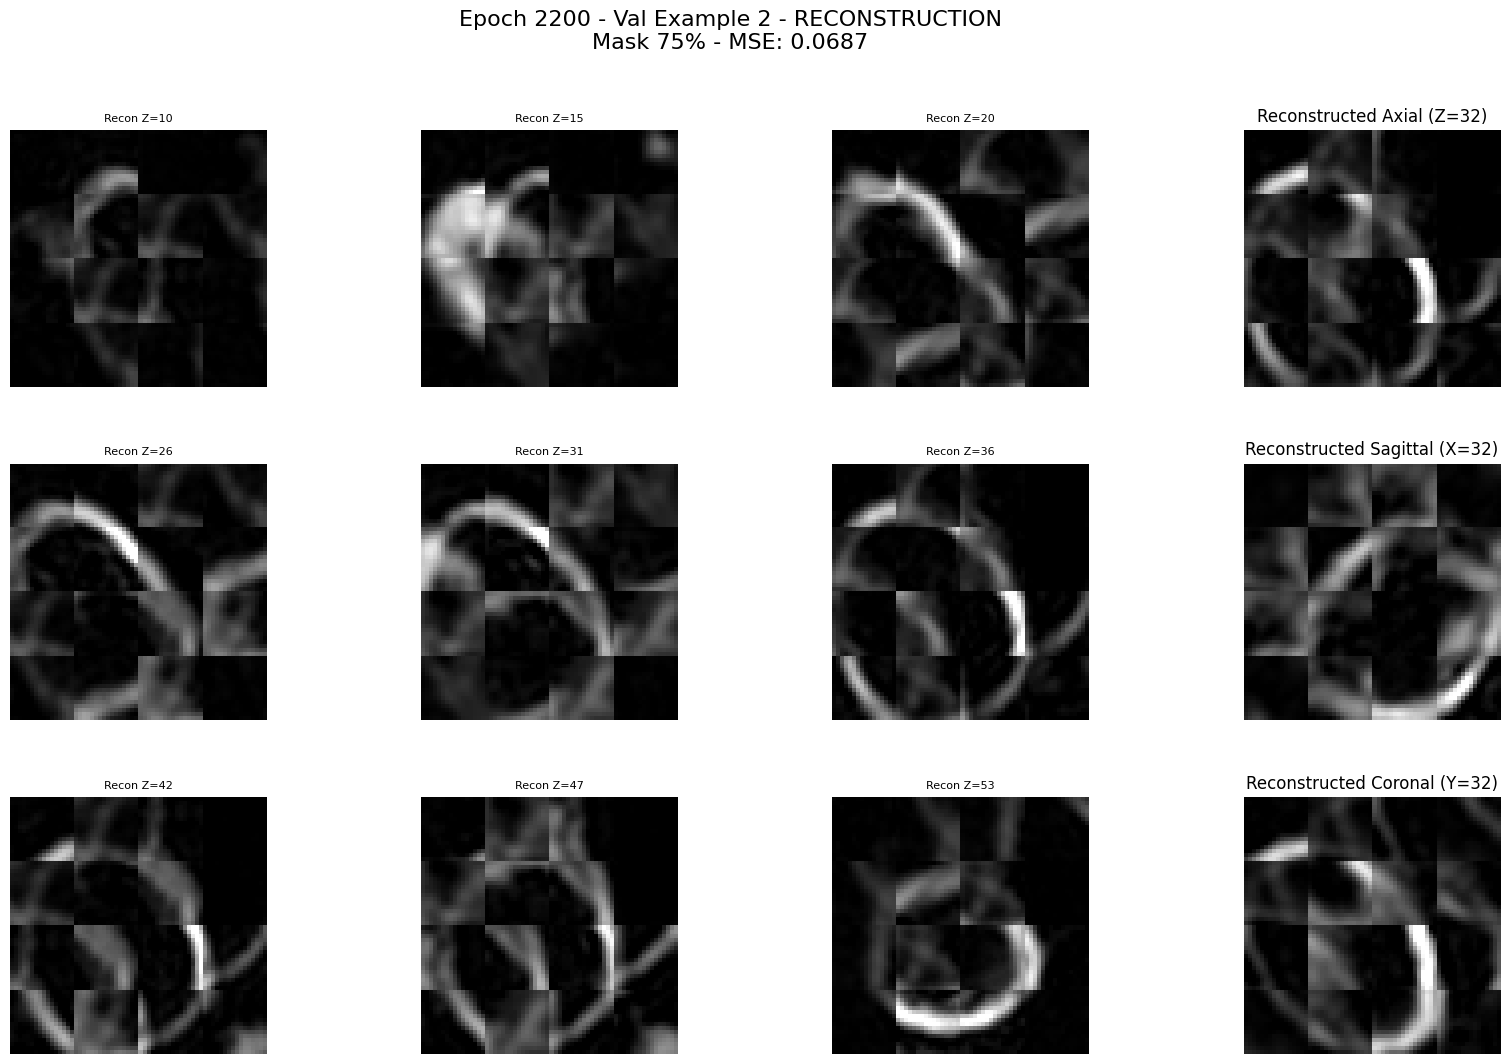 Epoch 2200 - Val Example 2 - RECONSTRUCTION
Mask 75% - MSE: 0.0687
Recon Z=10
Recon Z=15
Recon Z=20
Reconstructed Axial (Z=32)
Recon Z=26
Recon Z=31
Recon Z=36
Reconstructed Sagittal (X=32)
Recon Z=42
Recon Z=47
Recon Z=53
Reconstructed Coronal (Y=32)